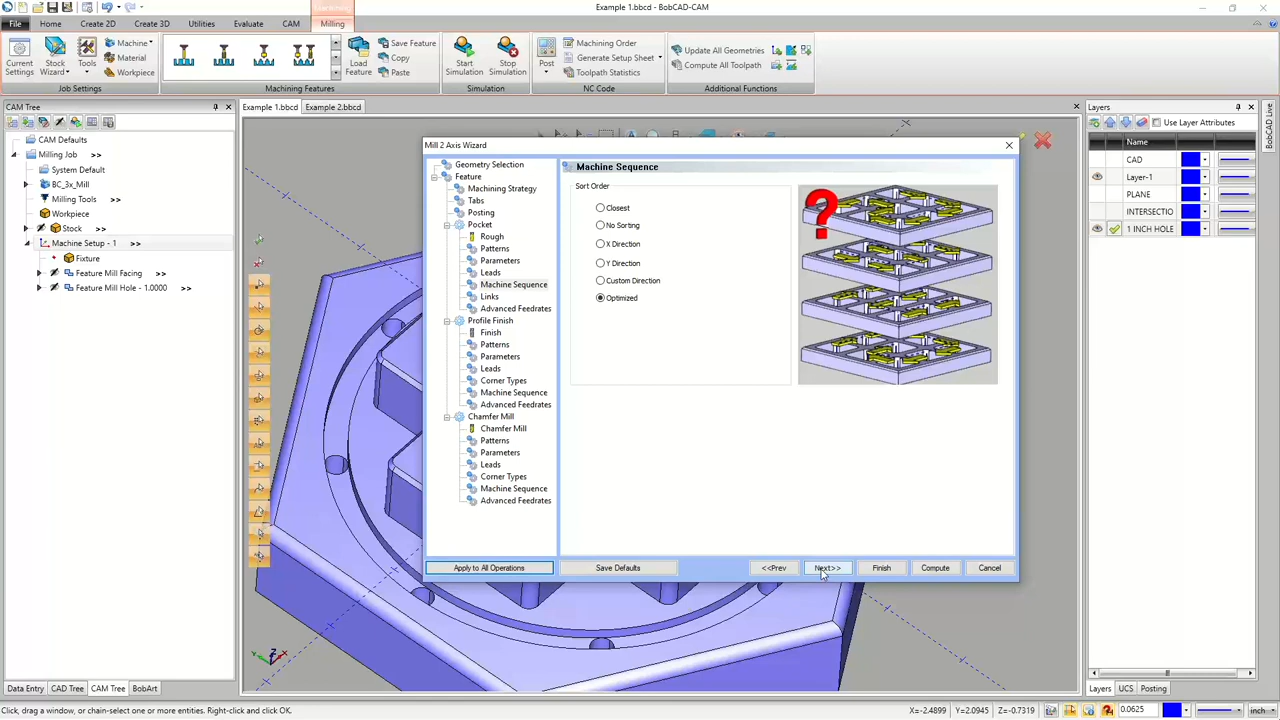 Machining
Example 1.bbcd - BobCAD-CAM
File
Home
Create 2D
Create 3D
Utilities
Evaluate
CAM
Milling
Current Settings
Stock Wizard
Tools
Machine
Material
Workpiece
Load Feature
Save Feature
Copy
Paste
Start Simulation
Stop Simulation
Post
Machining Order
Generate Setup Sheet
Toolpath Statistics
Update All Geometries
Compute All Toolpath
Job Settings
Machining Features
Simulation
NC Code
Additional Functions
CAM Tree
CAM Defaults
Milling Job >>
System Default
BC_3x_Mill
Milling Tools >>
Workpiece
Stock >>
Machine Setup - 1 >>
Fixture
Feature Mill Facing >>
Feature Mill Hole - 1.0000 >>
Example 1.bbcd
Example 2.bbcd
Mill 2 Axis Wizard
Geometry Selection
Feature
Machining Strategy
Tabs
Posting
Pocket
Rough
Patterns
Parameters
Leads
Machine Sequence
Links
Advanced Feedrates
Profile Finish
Finish
Patterns
Parameters
Leads
Corner Types
Machine Sequence
Advanced Feedrates
Chamfer Mill
Chamfer Mill
Patterns
Parameters
Leads
Corner Types
Machine Sequence
Advanced Feedrates
Machine Sequence
Sort Order
Closest
No Sorting
X Direction
Y Direction
Custom Direction
Optimized
?
Apply to All Operations
Save Defaults
<<Prev
Next>>
Finish
Compute
Cancel
Layers
Use Layer Attributes
Name
CAD
Layer-1
PLANE
INTERSECTIO
1 INCH HOLE
BobCAD Live
Y Z X
Data Entry
CAD Tree
CAM Tree
BobArt
Layers
UCS
Posting
Click, drag a window, or chain-select one or more entities. Right-click and click OK.
X=-2.4899 Y=2.0945 Z=-0.7319
0.0625
inch